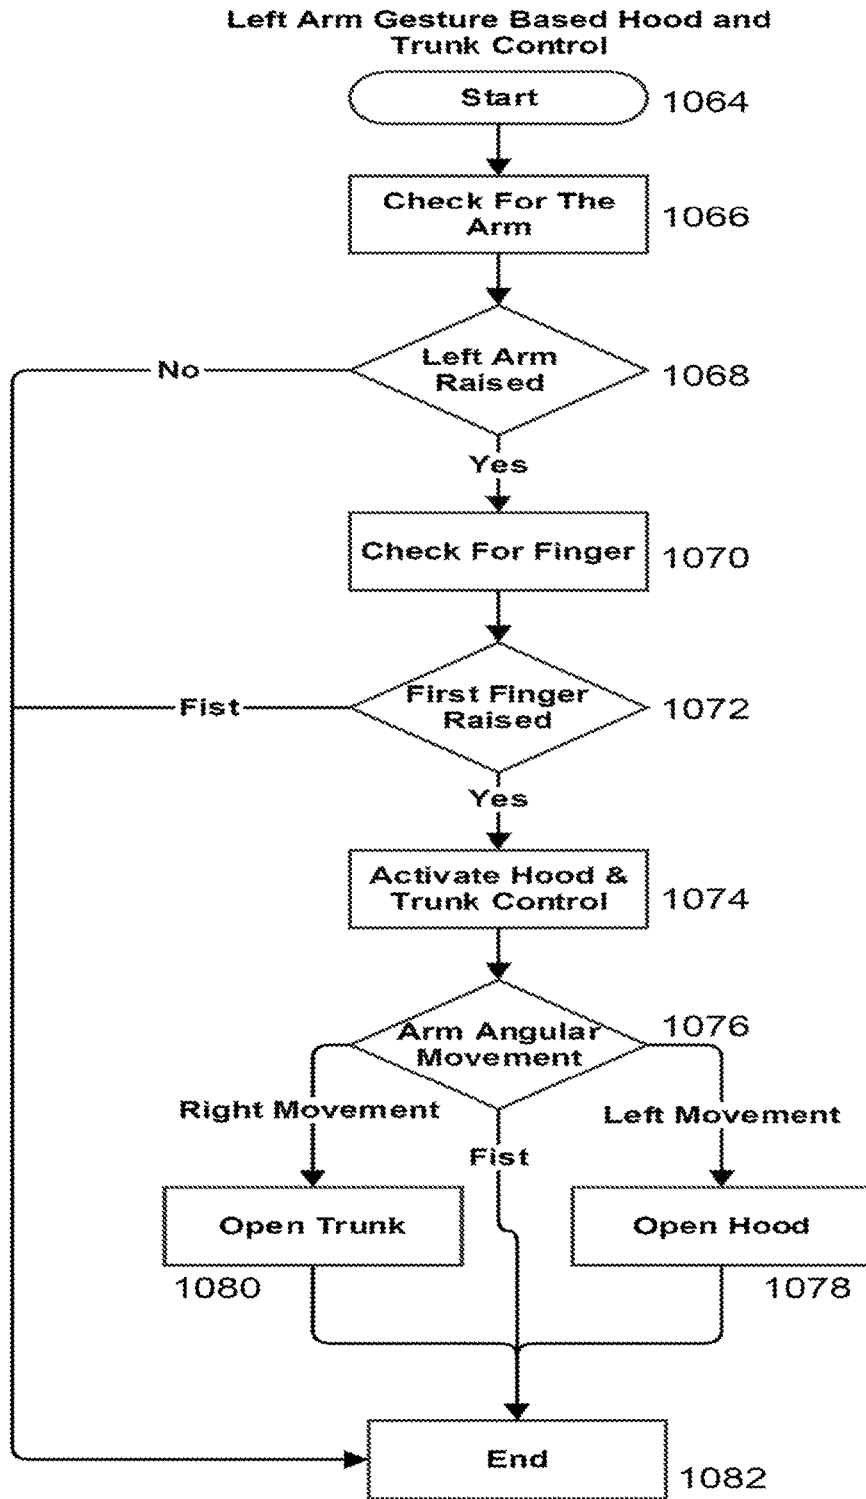 Left Arm Gesture Based Hood and
Trunk Control
Start
1064
Check For The
Arm
1066
Left Arm
Raised
1068
No
Yes
Check For Finger
1070
First Finger
Raised
1072
Fist
Yes
Activate Hood &
Trunk Control
1074
Arm Angular
Movement
1076
Right Movement
Left Movement
Fist
Open Trunk
Open Hood
1080
1078
End
1082